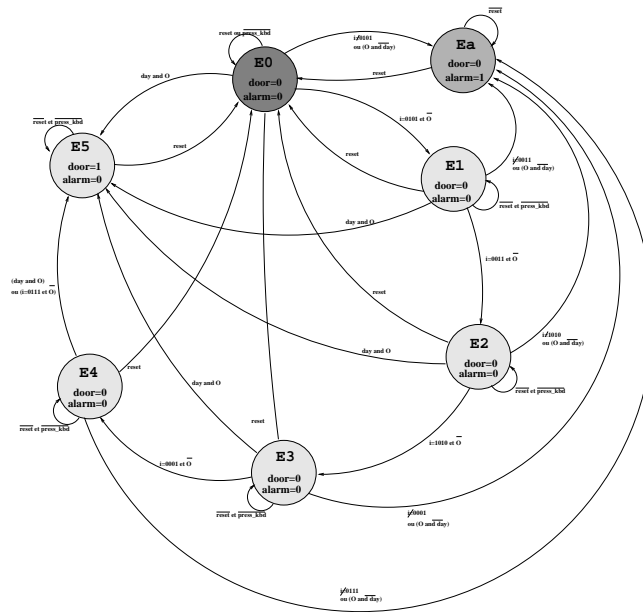 reset
reset ou press_kbd
i≠0101
ou (O and day)
Ea
door=0
alarm=1
E0
door=0
alarm=0
day and O
reset
i=0101 et O
reset et press_kbd
E5
door=1
alarm=0
reset
reset
E1
door=0
alarm=0
i≠0011
ou (O and day)
reset et press_kbd
day and O
i=0011 et O
(day and O)
ou (i=0111 et O)
reset
E2
door=0
alarm=0
i≠1010
ou (O and day)
day and O
reset et press_kbd
E4
door=0
alarm=0
reset
day and O
reset et press_kbd
reset
i=1010 et O
E3
door=0
alarm=0
i=0001 et O
reset et press_kbd
i≠0001
ou (O and day)
i≠0111
ou (O and day)